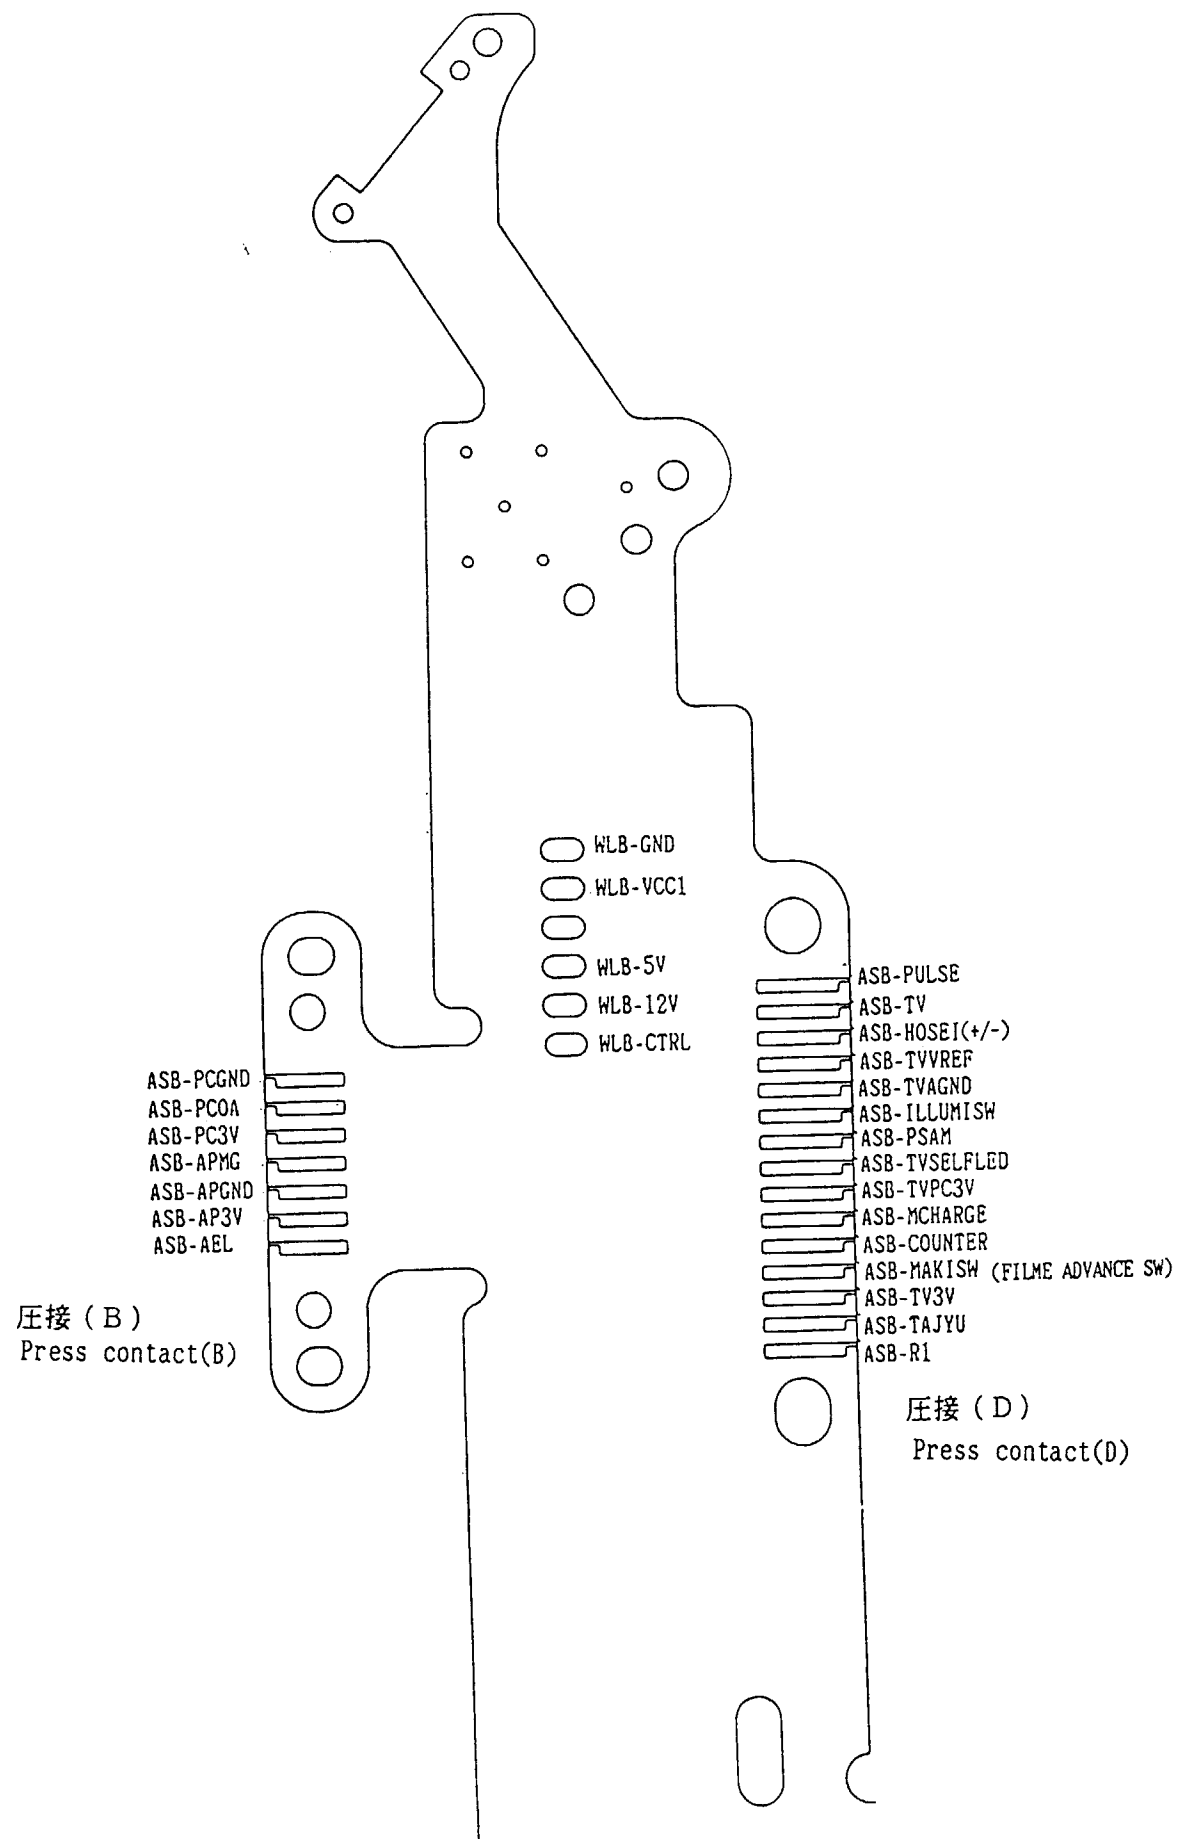 WLB-GND
WLB-VCC1
WLB-5V
WLB-12V
WLB-CTRL
ASB-PCGND
ASB-PCOA
ASB-PC3V
ASB-APMG
ASB-APGND
ASB-AP3V
ASB-AEL
圧接（B）
Press contact(B)
ASB-PULSE
ASB-TV
ASB-HOSEI(+/-)
ASB-TVVREF
ASB-TVAGND
ASB-ILLUMISW
ASB-PSAM
ASB-TVSELFLED
ASB-TVPC3V
ASB-MCHARGE
ASB-COUNTER
ASB-MAKISW (FILME ADVANCE SW)
ASB-TV3V
ASB-TAJYU
ASB-R1
圧接（D）
Press contact(D)